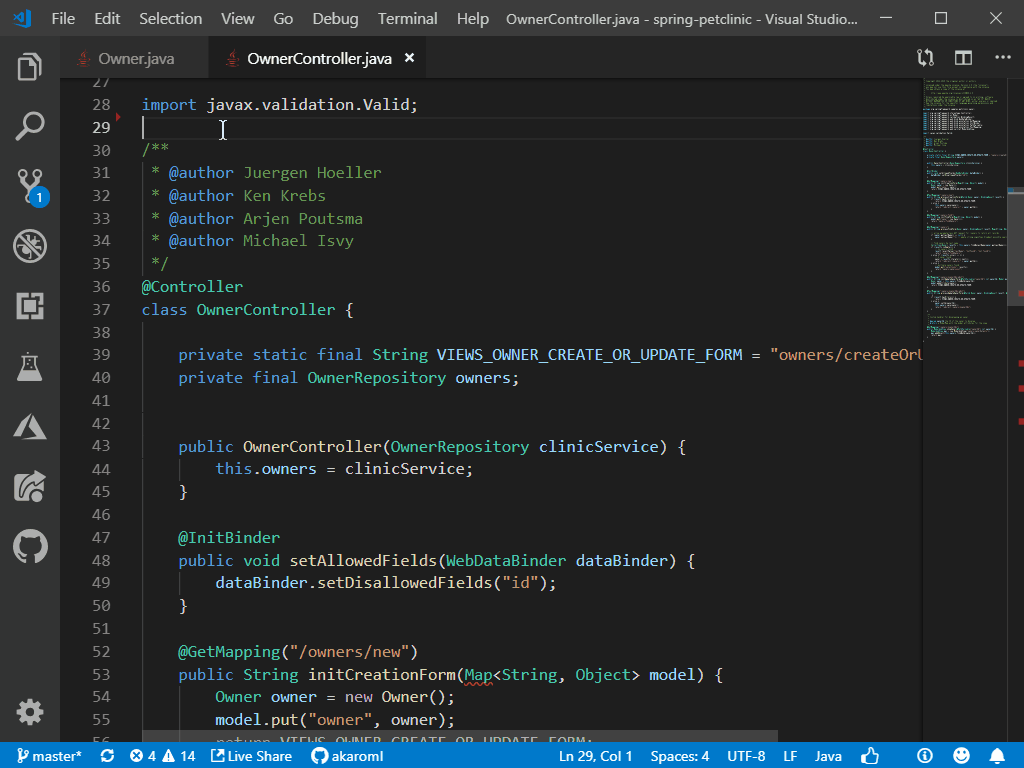 File Edit Selection View Go Debug Terminal Help OwnerController.java - spring-petclinic - Visual Studio...
Owner.java OwnerController.java
27
28 import javax.validation.Valid;
29
30 /**
31 * @author Juergen Hoeller
32 * @author Ken Krebs
33 * @author Arjen Poutsma
34 * @author Michael Isvy
35 */
36 @Controller
37 class OwnerController {
38
39 private static final String VIEWS_OWNER_CREATE_OR_UPDATE_FORM = "owners/createOrU
40 private final OwnerRepository owners;
41
42
43 public OwnerController(OwnerRepository clinicService) {
44 this.owners = clinicService;
45 }
46
47 @InitBinder
48 public void setAllowedFields(WebDataBinder dataBinder) {
49 dataBinder.setDisallowedFields("id");
50 }
51
52 @GetMapping("/owners/new")
53 public String initCreationForm(Map<String, Object> model) {
54 Owner owner = new Owner();
55 model.put("owner", owner);
56 return VIEWS_OWNER_CREATE_OR_UPDATE_FORM;
1
master* 4 14 Live Share akaroml Ln 29, Col 1 Spaces: 4 UTF-8 LF Java